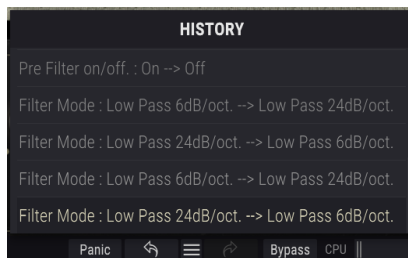 HISTORY
Pre Filter on/off. : On --> Off
Filter Mode : Low Pass 6dB/oct. --> Low Pass 24dB/oct.
Filter Mode : Low Pass 24dB/oct. --> Low Pass 6dB/oct.
Filter Mode : Low Pass 6dB/oct. --> Low Pass 24dB/oct.
Filter Mode : Low Pass 24dB/oct. --> Low Pass 6dB/oct.
Panic Bypass CPU